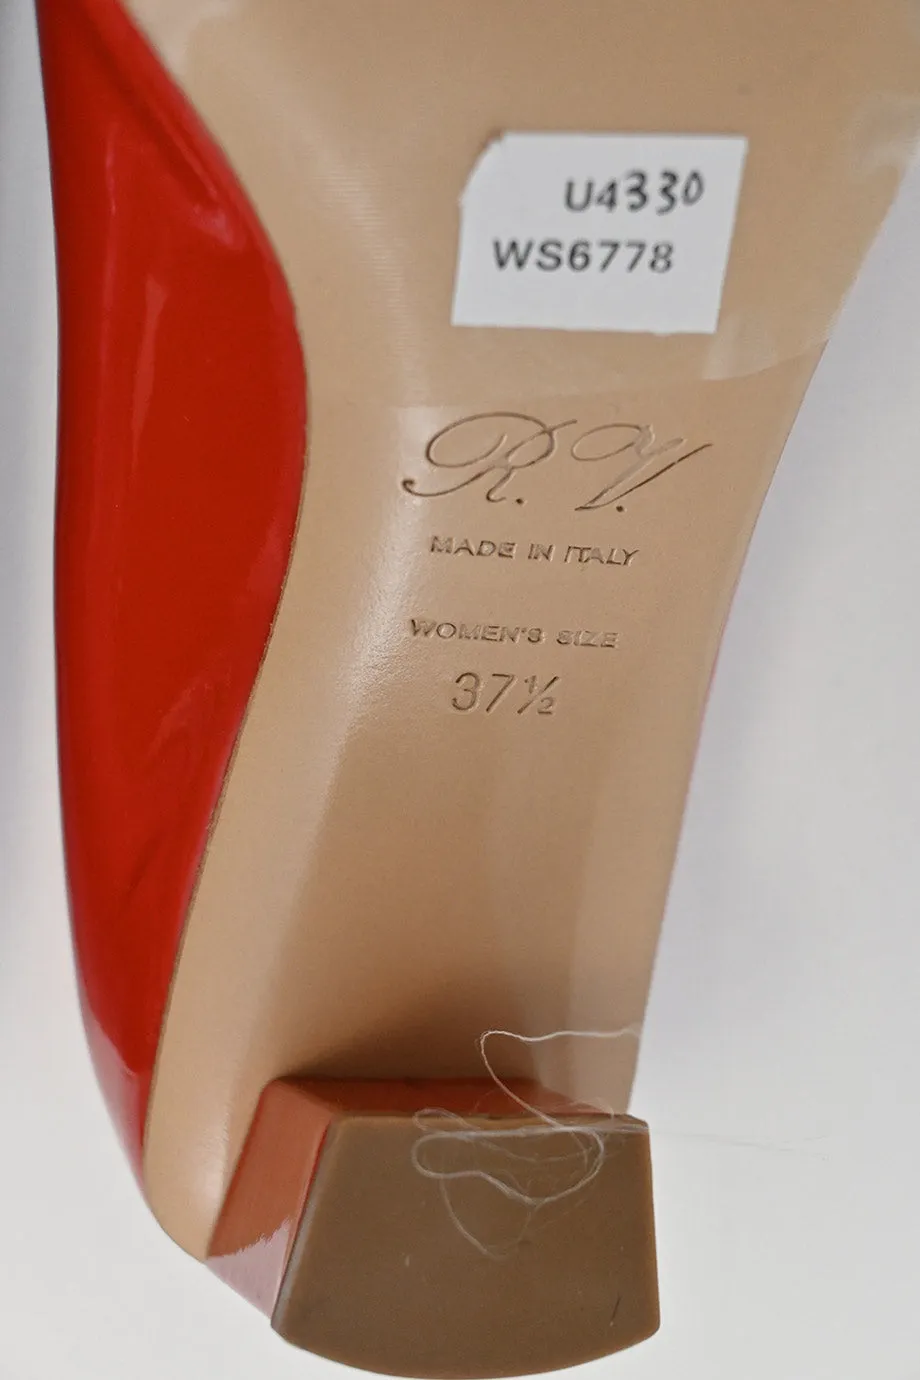 U4330
WS6778
R. V.
MADE IN ITALY
WOMEN'S SIZE
37½